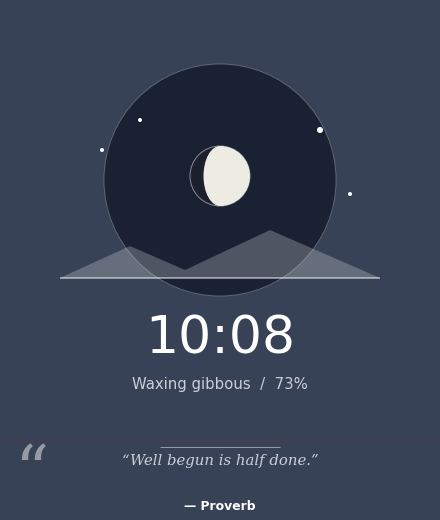 10:08
Waxing gibbous / 73%
“
“Well begun is half done.”
— Proverb